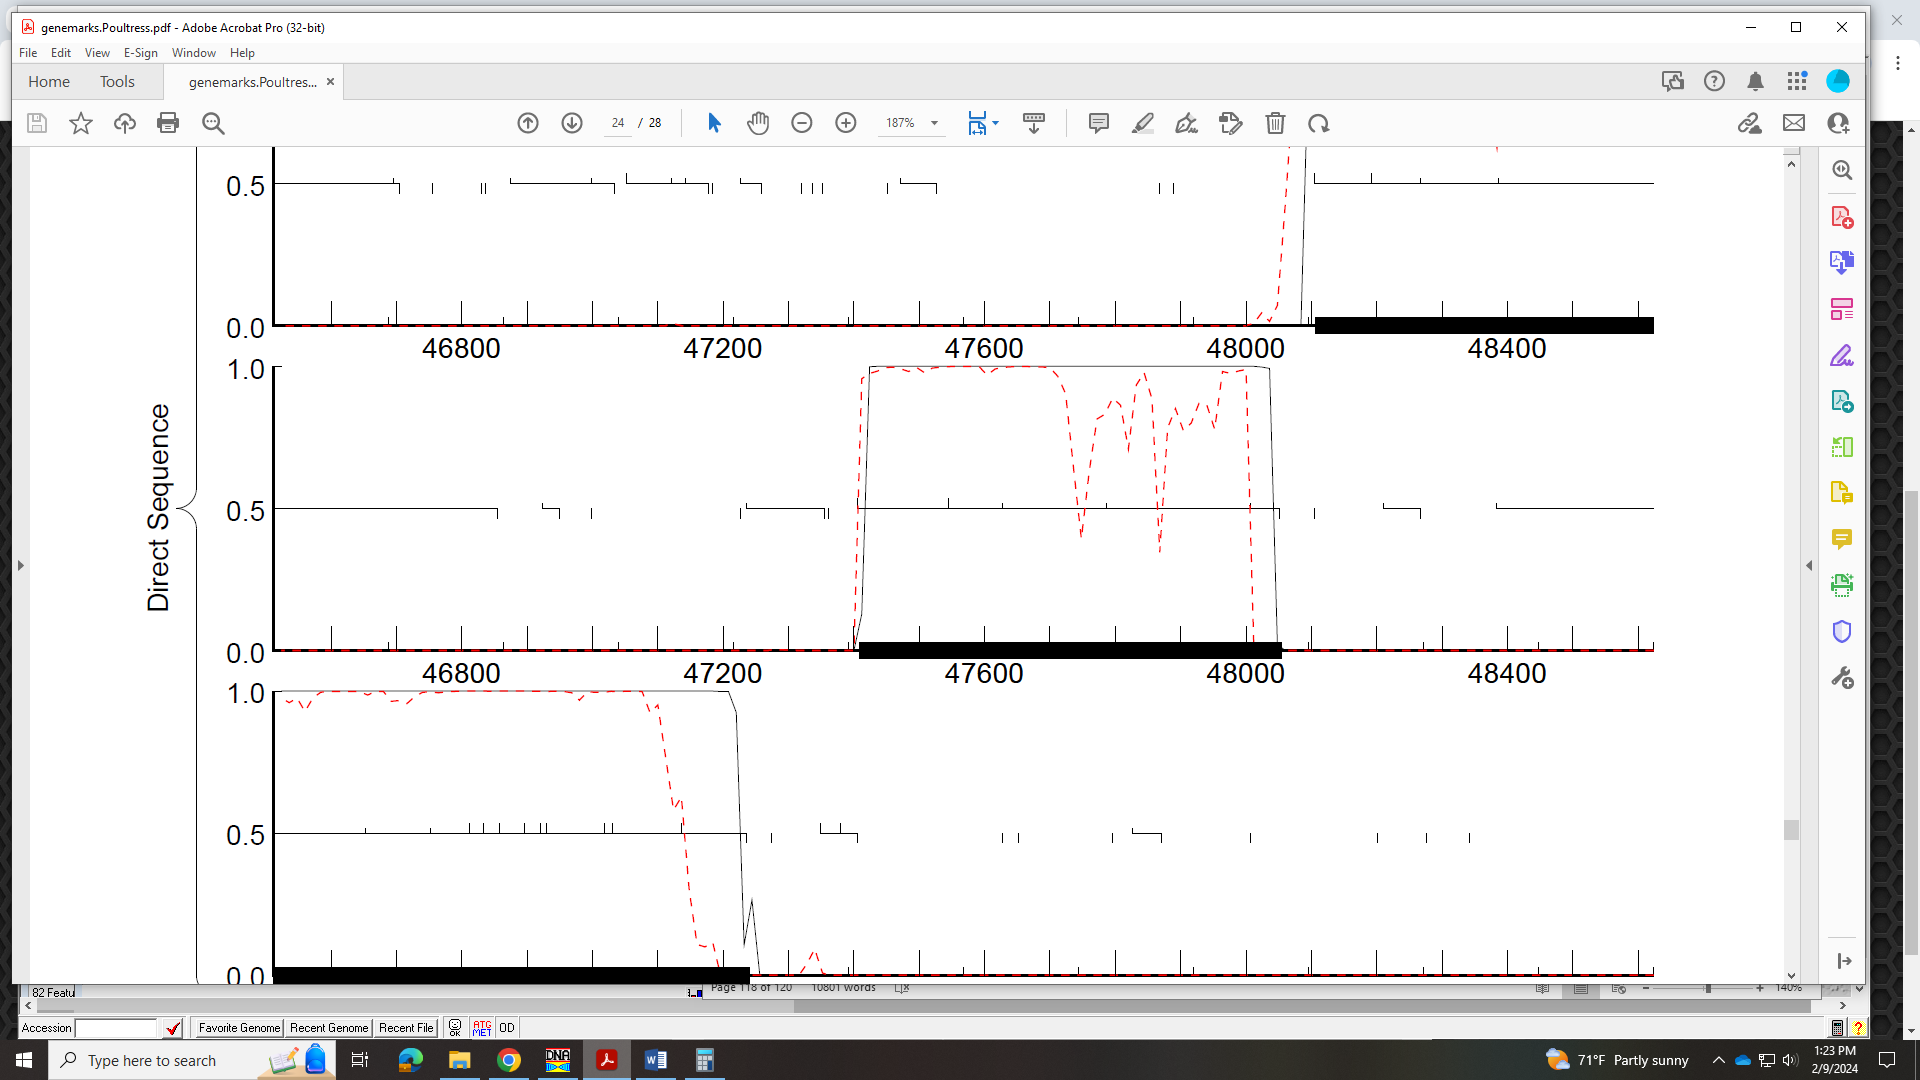 genemarks.Poultress.pdf - Adobe Acrobat Pro (32-bit)
File Edit View E-Sign Window Help
Home Tools genemarks.Poultres... ×
24 / 28 187%
0.5
0.0
46800 47200 47600 48000 48400
1.0
Direct Sequence
0.5
0.0
46800 47200 47600 48000 48400
1.0
0.5
0.0
82 Featu
Page 118 of 120 10801 words 140%
Accession Favorite Genome Recent Genome Recent File OK ATG MET OD
Type here to search DNA 71°F Partly sunny 1:23 PM
2/9/2024